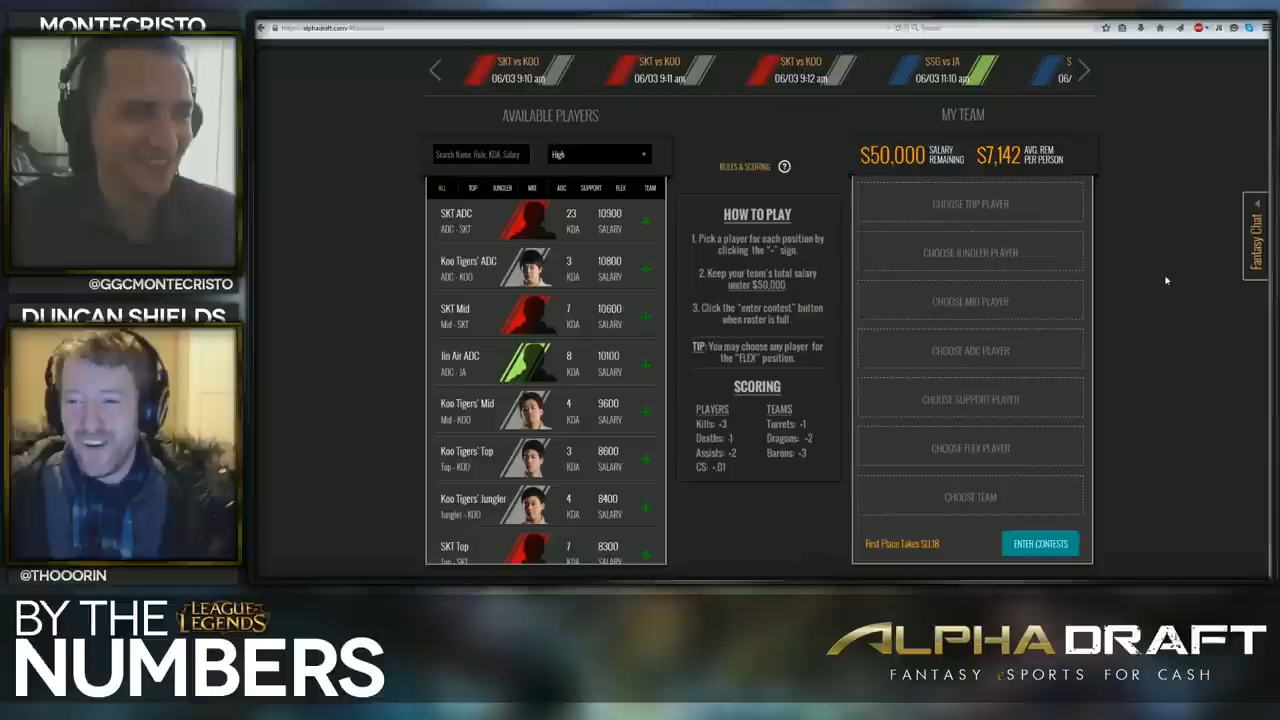 MONTECRISTO
@GGCMONTECRISTO
DUNCAN SHIELDS
@THOOORIN
SKT vs KOO
06/03 9:10 am
SKT vs KOO
06/03 9:11 am
SKT vs KOO
06/03 9:12 am
SSG vs JA
06/03 11:10 am
S
06/
AVAILABLE PLAYERS
Search Name, Role, KDA, Salary
High
ALL TOP JUNGLER MID ADC SUPPORT FLEX TEAM
SKT ADC 23 10900
ADC - SKT KDA SALARY
Koo Tigers' ADC 3 10800
ADC - KOO KDA SALARY
SKT Mid 7 10600
Mid - SKT KDA SALARY
Jin Air ADC 8 10100
ADC - JA KDA SALARY
Koo Tigers' Mid 4 9600
Mid - KOO KDA SALARY
Koo Tigers' Top 3 8600
Top - KOO KDA SALARY
Koo Tigers' Jungler 4 8400
Jungler - KOO KDA SALARY
SKT Top 7 8300
Top - SKT KDA SALARY
RULES & SCORING ?
HOW TO PLAY
1. Pick a player for each position by
clicking the "+" sign.
2. Keep your team's total salary
under $50,000.
3. Click the "enter contest" button
when roster is full.
TIP: You may choose any player for
the "FLEX" position.
SCORING
PLAYERS
Kills: +3
Deaths: -1
Assists: +2
CS: +.01
TEAMS
Turrets: +1
Dragons: +2
Barons: +3
MY TEAM
$50,000 SALARY REMAINING
$7,142 AVG. REM PER PERSON
CHOOSE TOP PLAYER
CHOOSE JUNGLER PLAYER
CHOOSE MID PLAYER
CHOOSE ADC PLAYER
CHOOSE SUPPORT PLAYER
CHOOSE FLEX PLAYER
CHOOSE TEAM
First Place Takes $0.18
ENTER CONTESTS
Fantasy Chat
BY THE
LEAGUE OF LEGENDS
NUMBERS
ALPHADRAFT
FANTASY eSPORTS FOR CASH